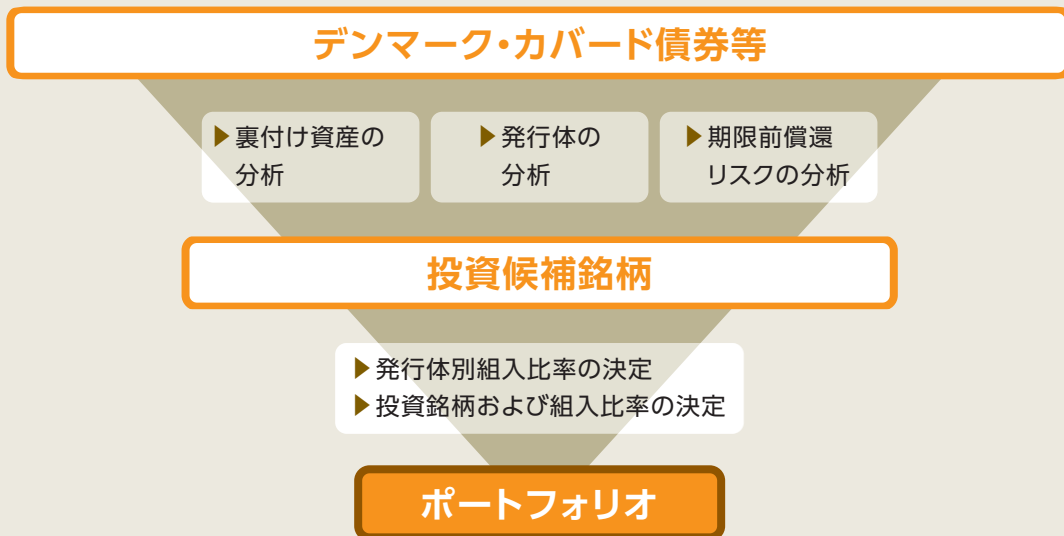 デンマーク・カバード債券等
▶裏付け資産の
分析
▶発行体の
分析
▶期限前償還
リスクの分析
投資候補銘柄
▶発行体別組入比率の決定
▶投資銘柄および組入比率の決定
ポートフォリオ